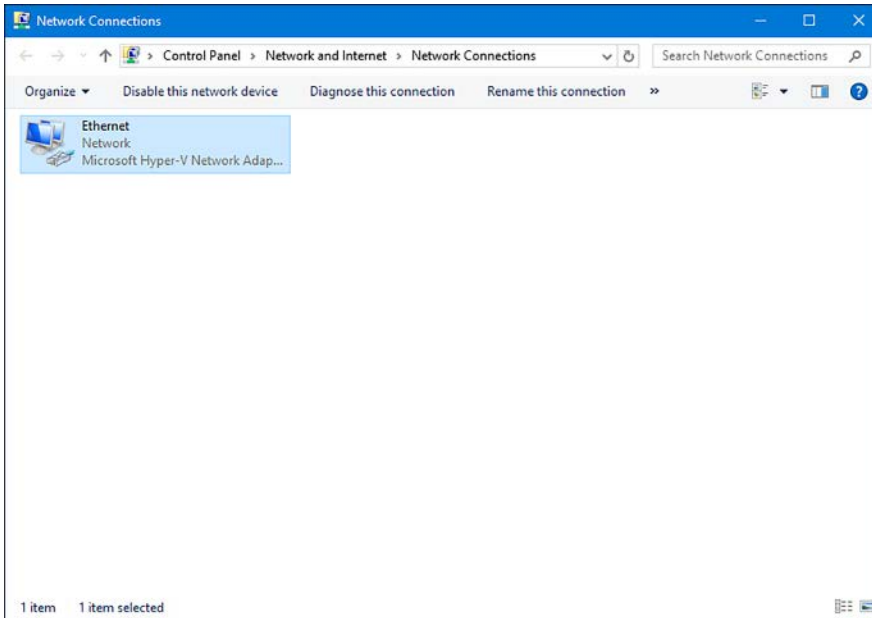 Network Connections
Control Panel > Network and Internet > Network Connections
Search Network Connections
Organize Disable this network device Diagnose this connection Rename this connection »
Ethernet
Network
Microsoft Hyper-V Network Adap...
1 item 1 item selected